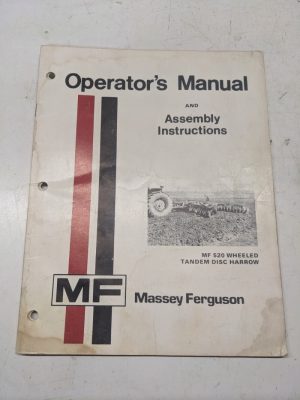 Operator's Manual
AND
Assembly
Instructions
MF 520 WHEELED
TANDEM DISC HARROW
MF
Massey Ferguson